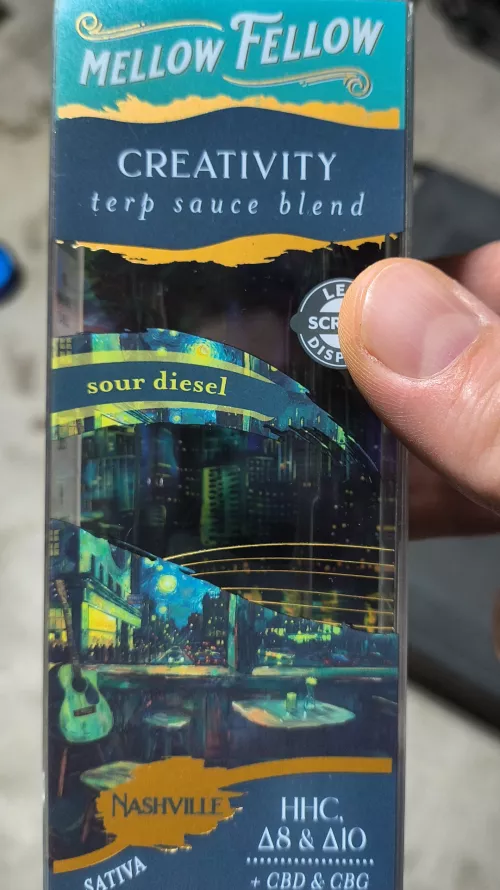 MELLOW FELLOW
CREATIVITY
terp sauce blend
sour diesel
NASHVILLE
SATIVA
HHC,
Δ8 & Δ10
+ CBD & CBG